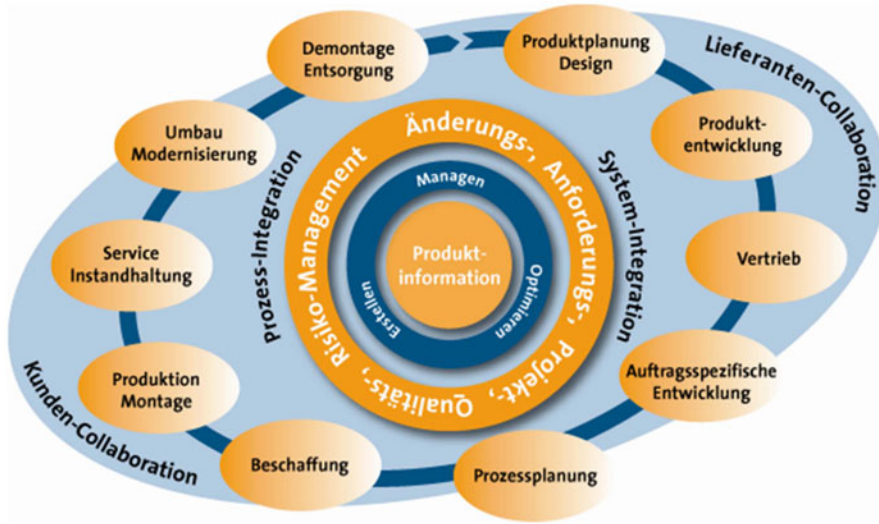 Demontage
Entsorgung
Produktplanung
Design
Lieferanten-Collaboration
Umbau
Modernisierung
Produkt-
entwicklung
Prozess-Integration
Änderungs-, Anforderungs-, Projekt-, Qualitäts-, Risiko-Management
System-Integration
Managen
Optimieren
Erstellen
Produkt-
information
Service
Instandhaltung
Vertrieb
Produktion
Montage
Auftragsspezifische
Entwicklung
Kunden-Collaboration
Beschaffung
Prozessplanung